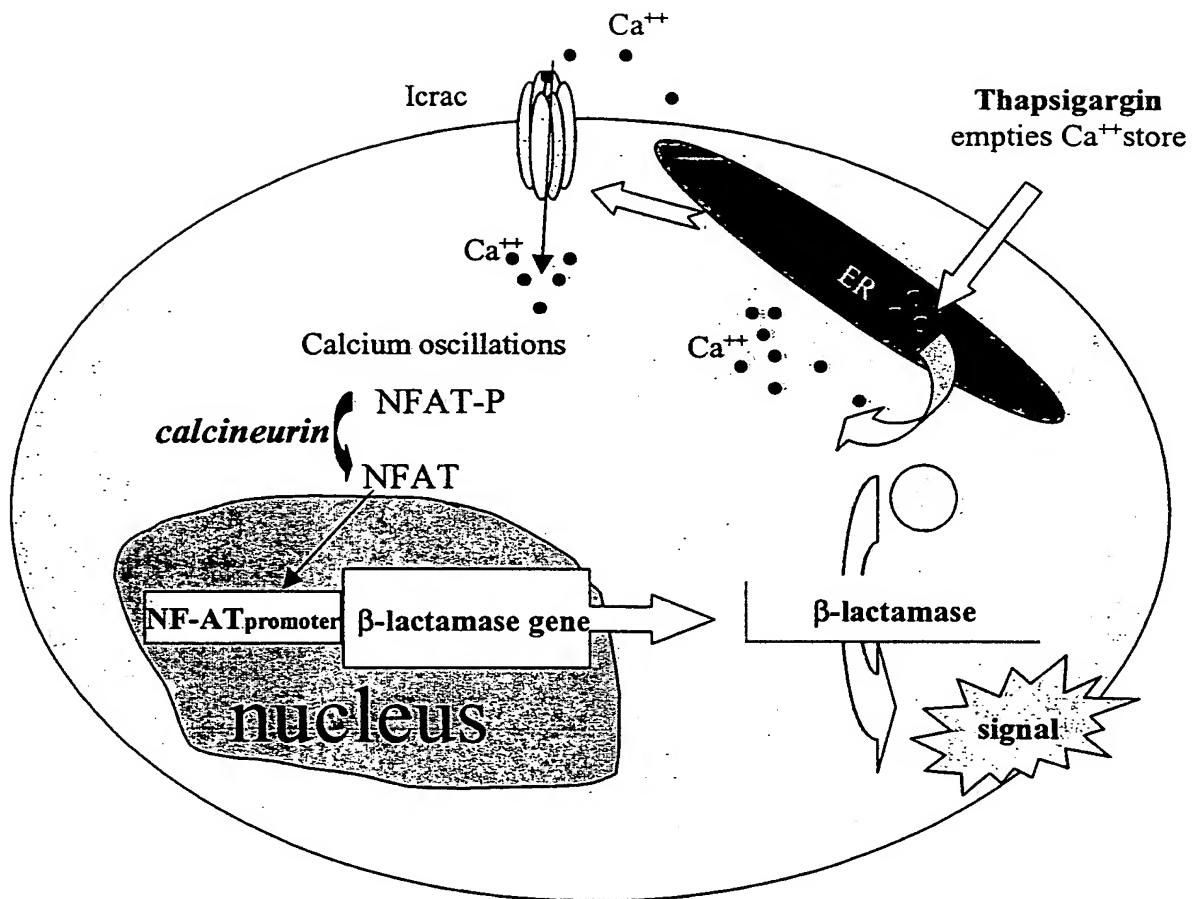 Ca++
Icrac
Thapsigargin
empties Ca++store
Ca++
ER
Calcium oscillations
Ca++
NFAT-P
calcineurin
NFAT
NF-ATpromoter
β-lactamase gene
β-lactamase
nucleus
signal